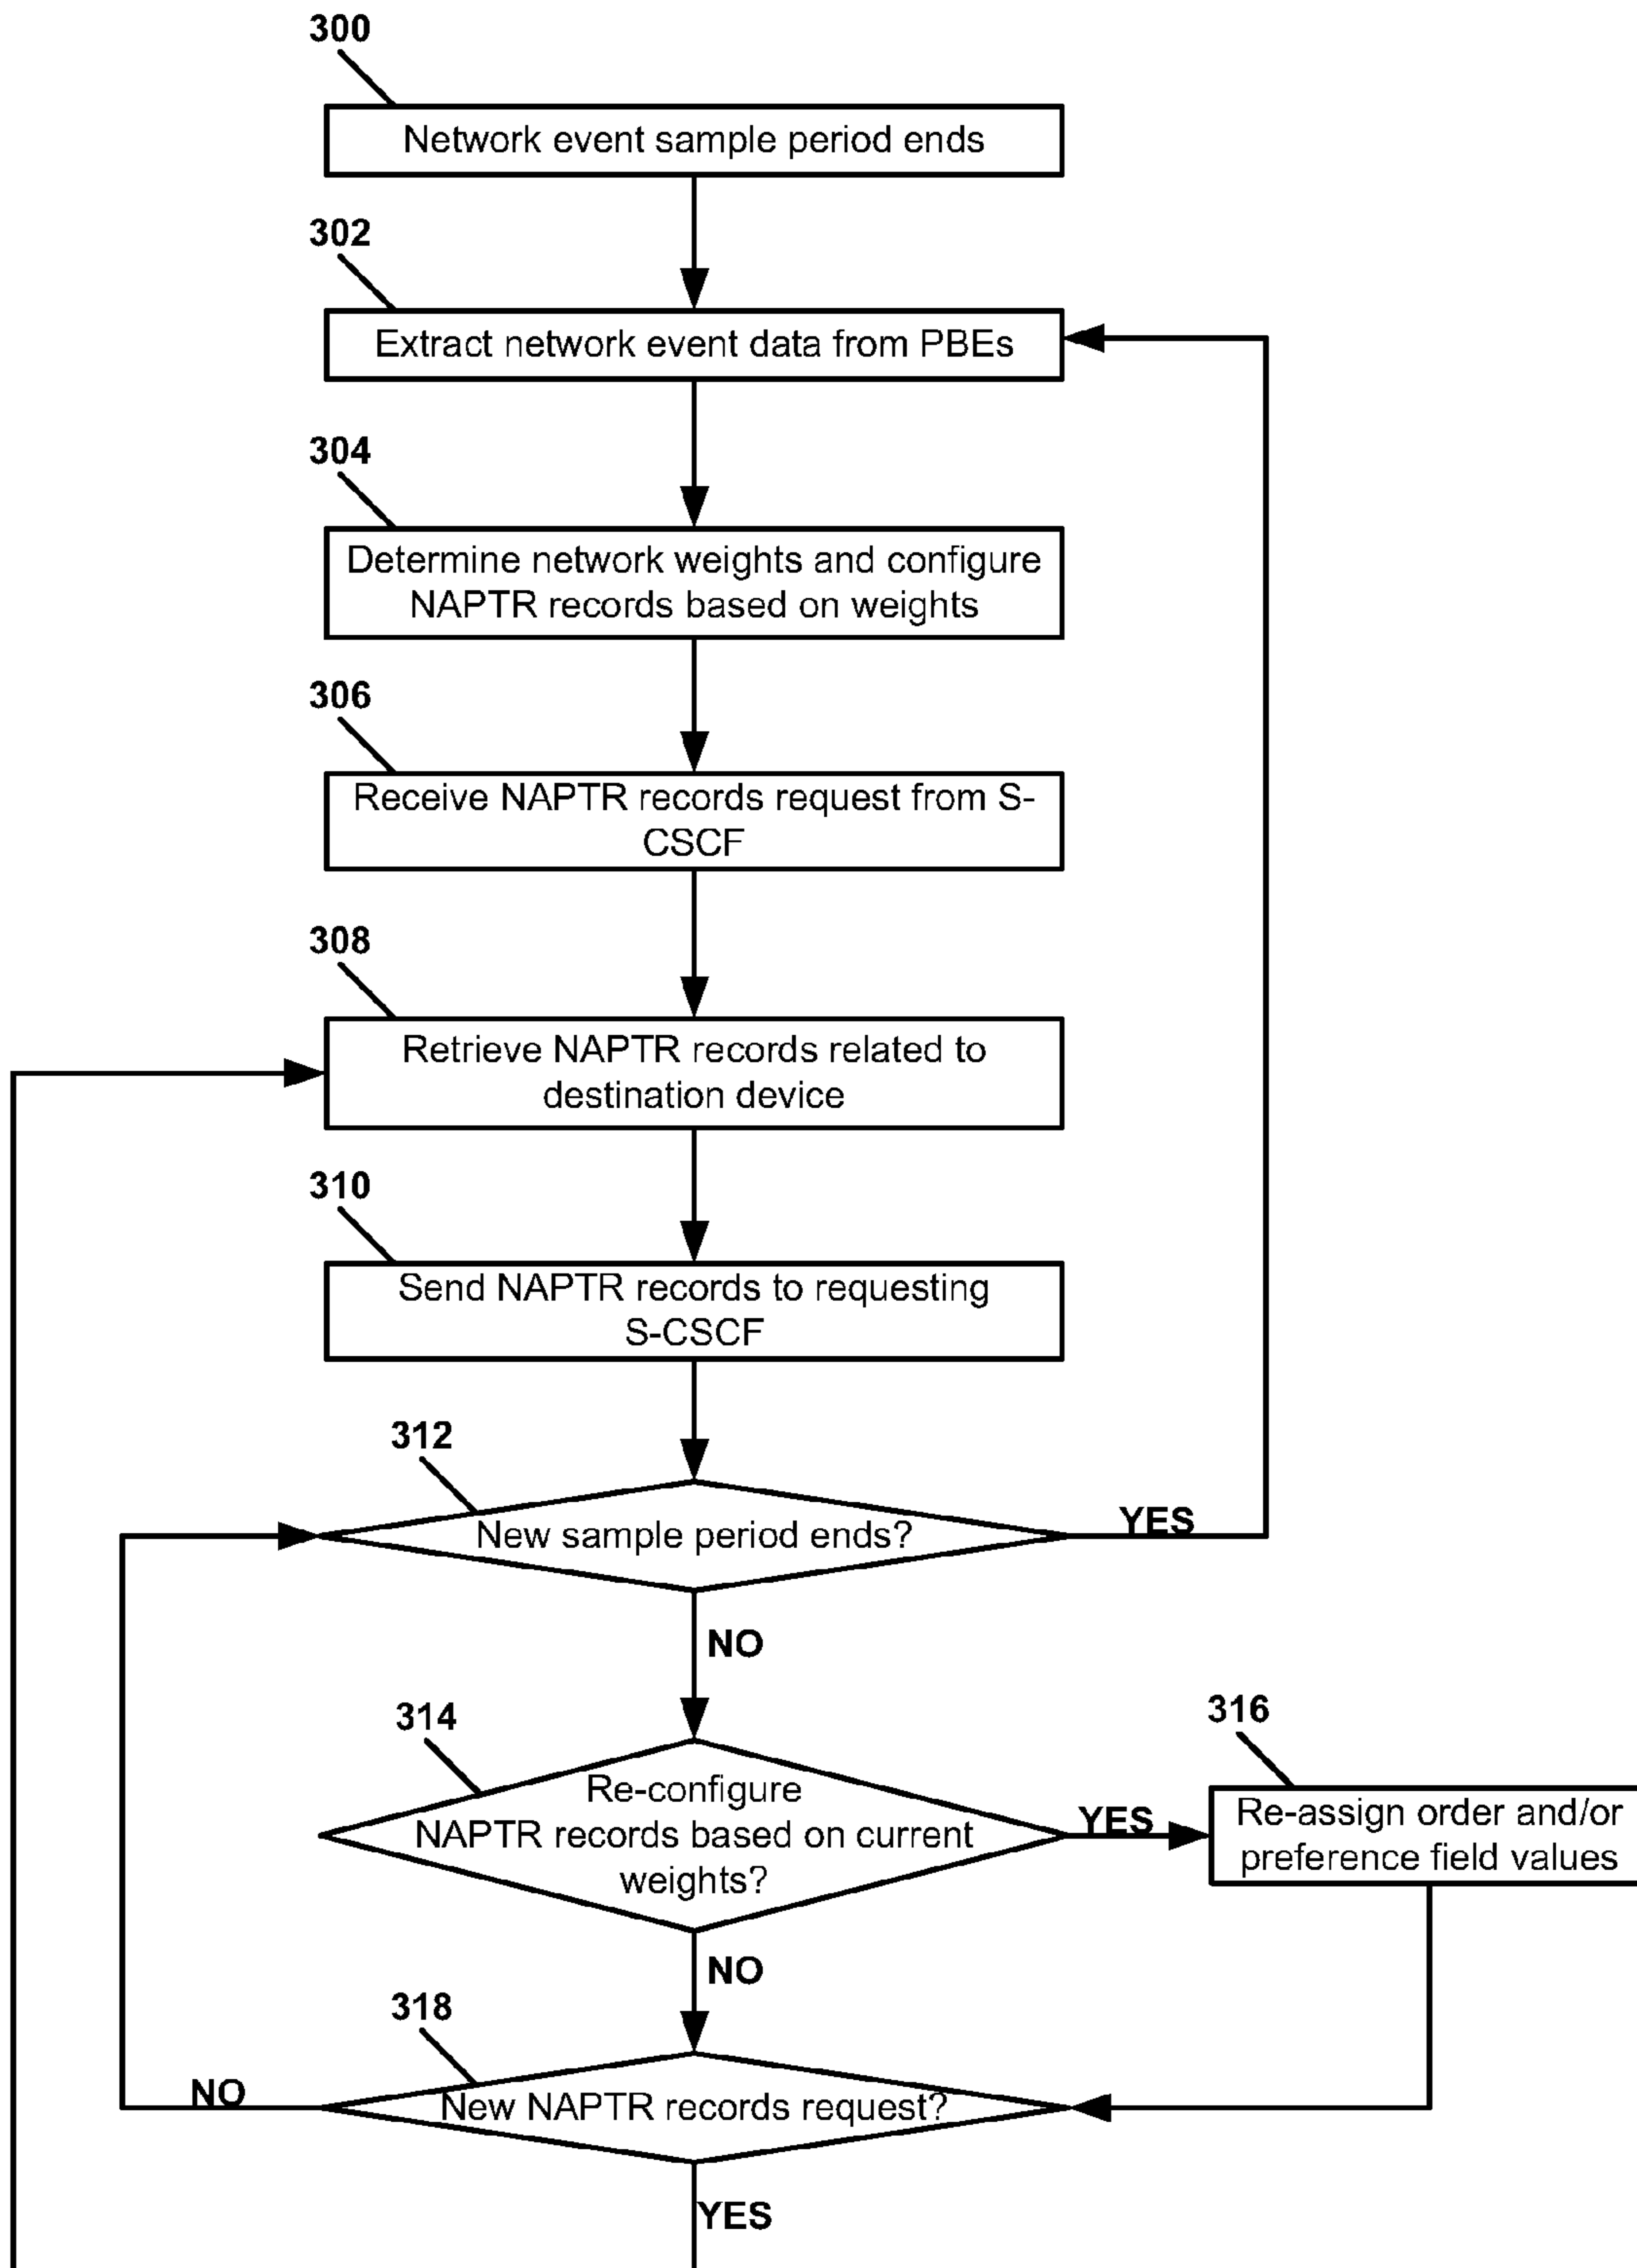 300
Network event sample period ends
302
Extract network event data from PBEs
304
Determine network weights and configure
NAPTR records based on weights
306
Receive NAPTR records request from S-
CSCF
308
Retrieve NAPTR records related to
destination device
310
Send NAPTR records to requesting
S-CSCF
312
New sample period ends?
YES
NO
314
Re-configure
NAPTR records based on current
weights?
YES
316
Re-assign order and/or
preference field values
NO
318
New NAPTR records request?
NO
YES